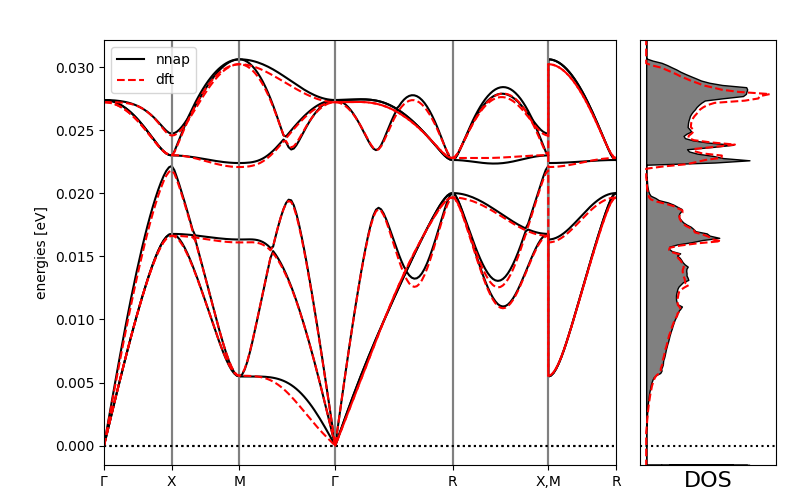 nnap
dft
energies [eV]
0.030
0.025
0.020
0.015
0.010
0.005
0.000
Γ X M Γ R X,M R
DOS